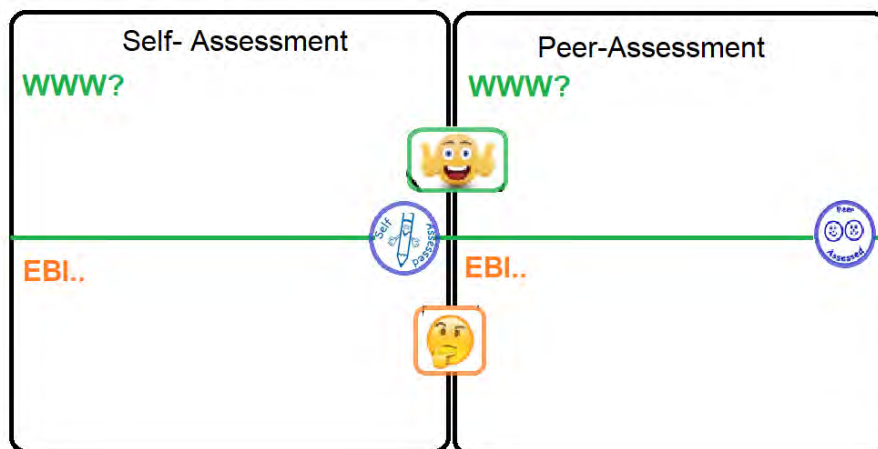 Self- Assessment
WWW?
Self Assessed
EBI..
Peer-Assessment
WWW?
Peer Assessed
EBI..